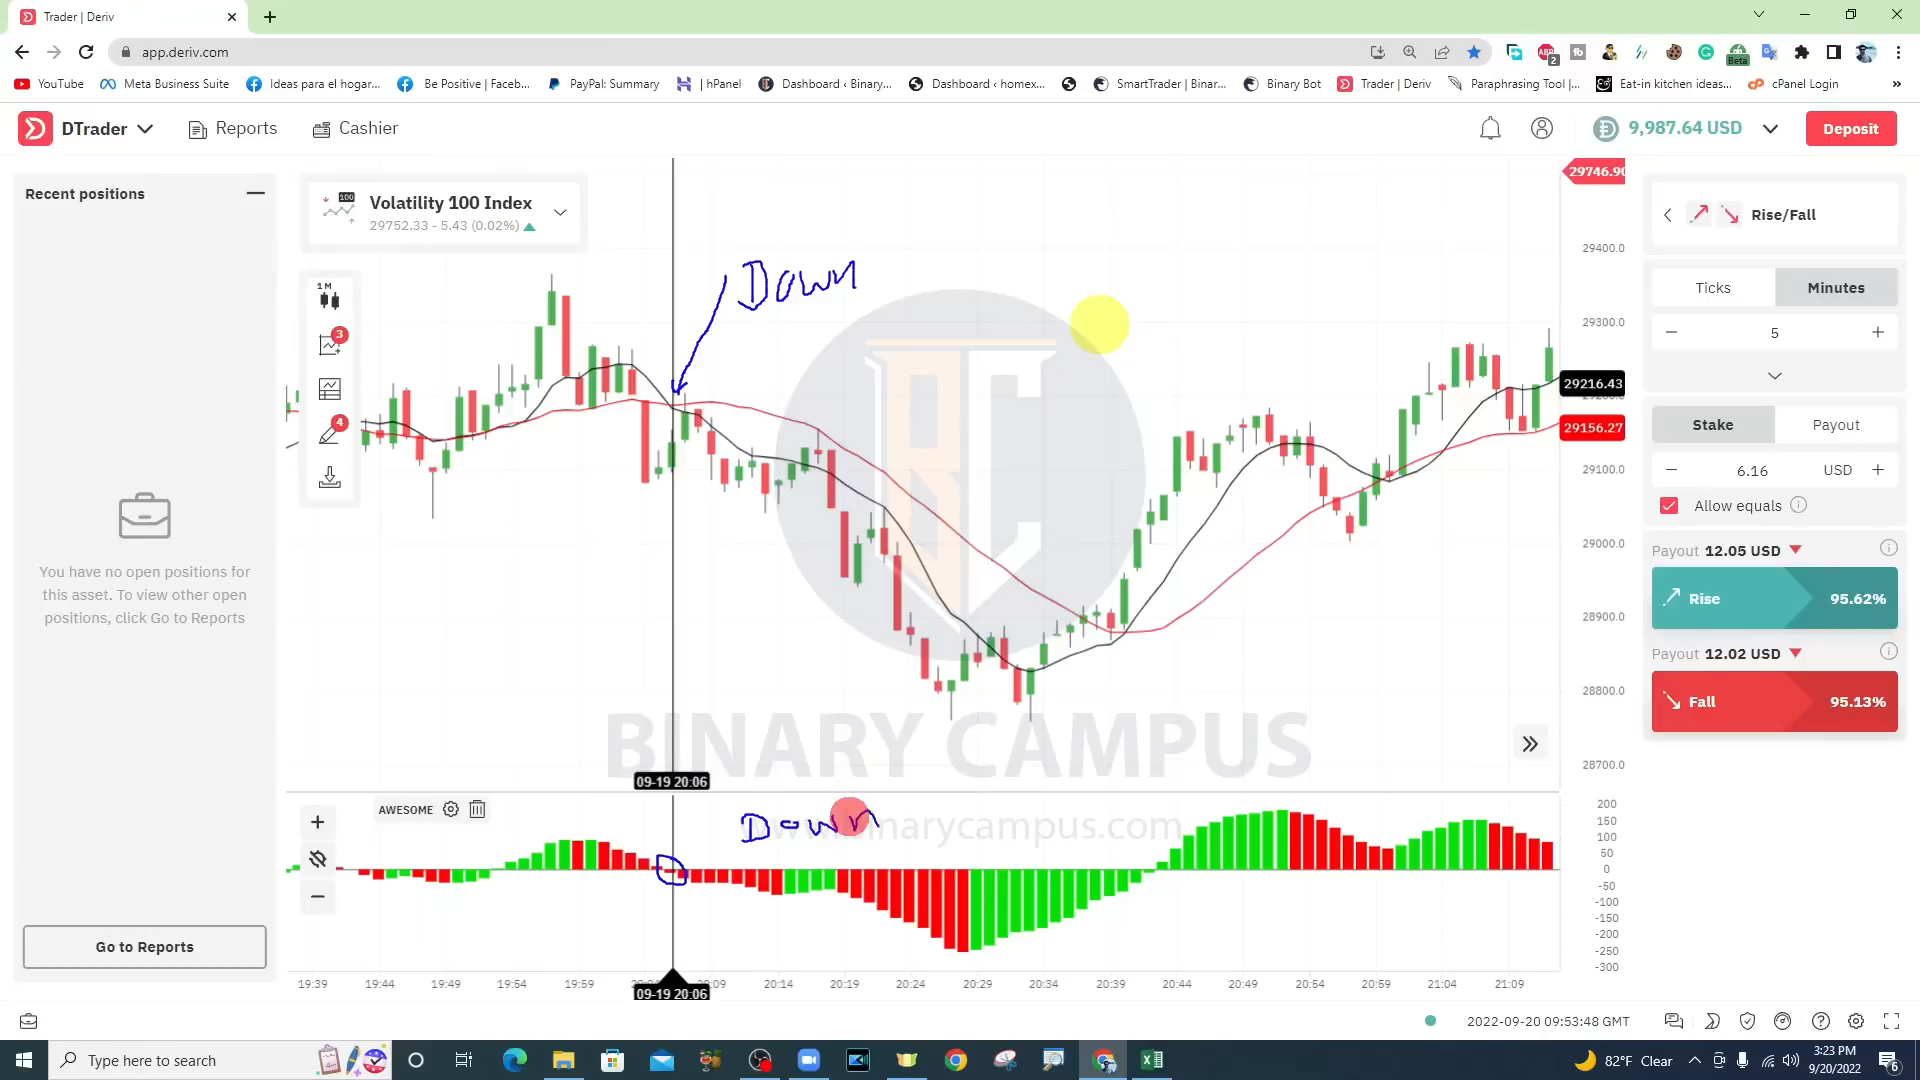 Trader | Deriv
app.deriv.com
ABP
2
Beta
YouTube
Meta Business Suite
Ideas para el hogar...
Be Positive | Faceb...
PayPal: Summary
hPanel
Dashboard ‹ Binary...
Dashboard ‹ homex...
SmartTrader | Binar...
Binary Bot
Trader | Deriv
Paraphrasing Tool |...
Eat-in kitchen ideas...
cPanel Login
DTrader
Reports
Cashier
9,987.64 USD
Deposit
Recent positions
You have no open positions for
this asset. To view other open
positions, click Go to Reports
Go to Reports
100
Volatility 100 Index
29752.33 - 5.43 (0.02%)
1M
3
4
Down
BINARY CAMPUS
09-19 20:06
29746.90
29400.0
29300.0
29216.43
29156.27
29100.0
29000.0
28900.0
28800.0
28700.0
AWESOME
Down
binarycampus.com
200
150
100
50
0
-50
-100
-150
-200
-250
-300
19:39
19:44
19:49
19:54
19:59
09-19 20:06
20:09
20:14
20:19
20:24
20:29
20:34
20:39
20:44
20:49
20:54
20:59
21:04
21:09
Rise/Fall
Ticks
Minutes
5
Stake
Payout
6.16
USD
Allow equals
Payout 12.05 USD
Rise
95.62%
Payout 12.02 USD
Fall
95.13%
2022-09-20 09:53:48 GMT
Type here to search
82°F Clear
3:23 PM
9/20/2022
6